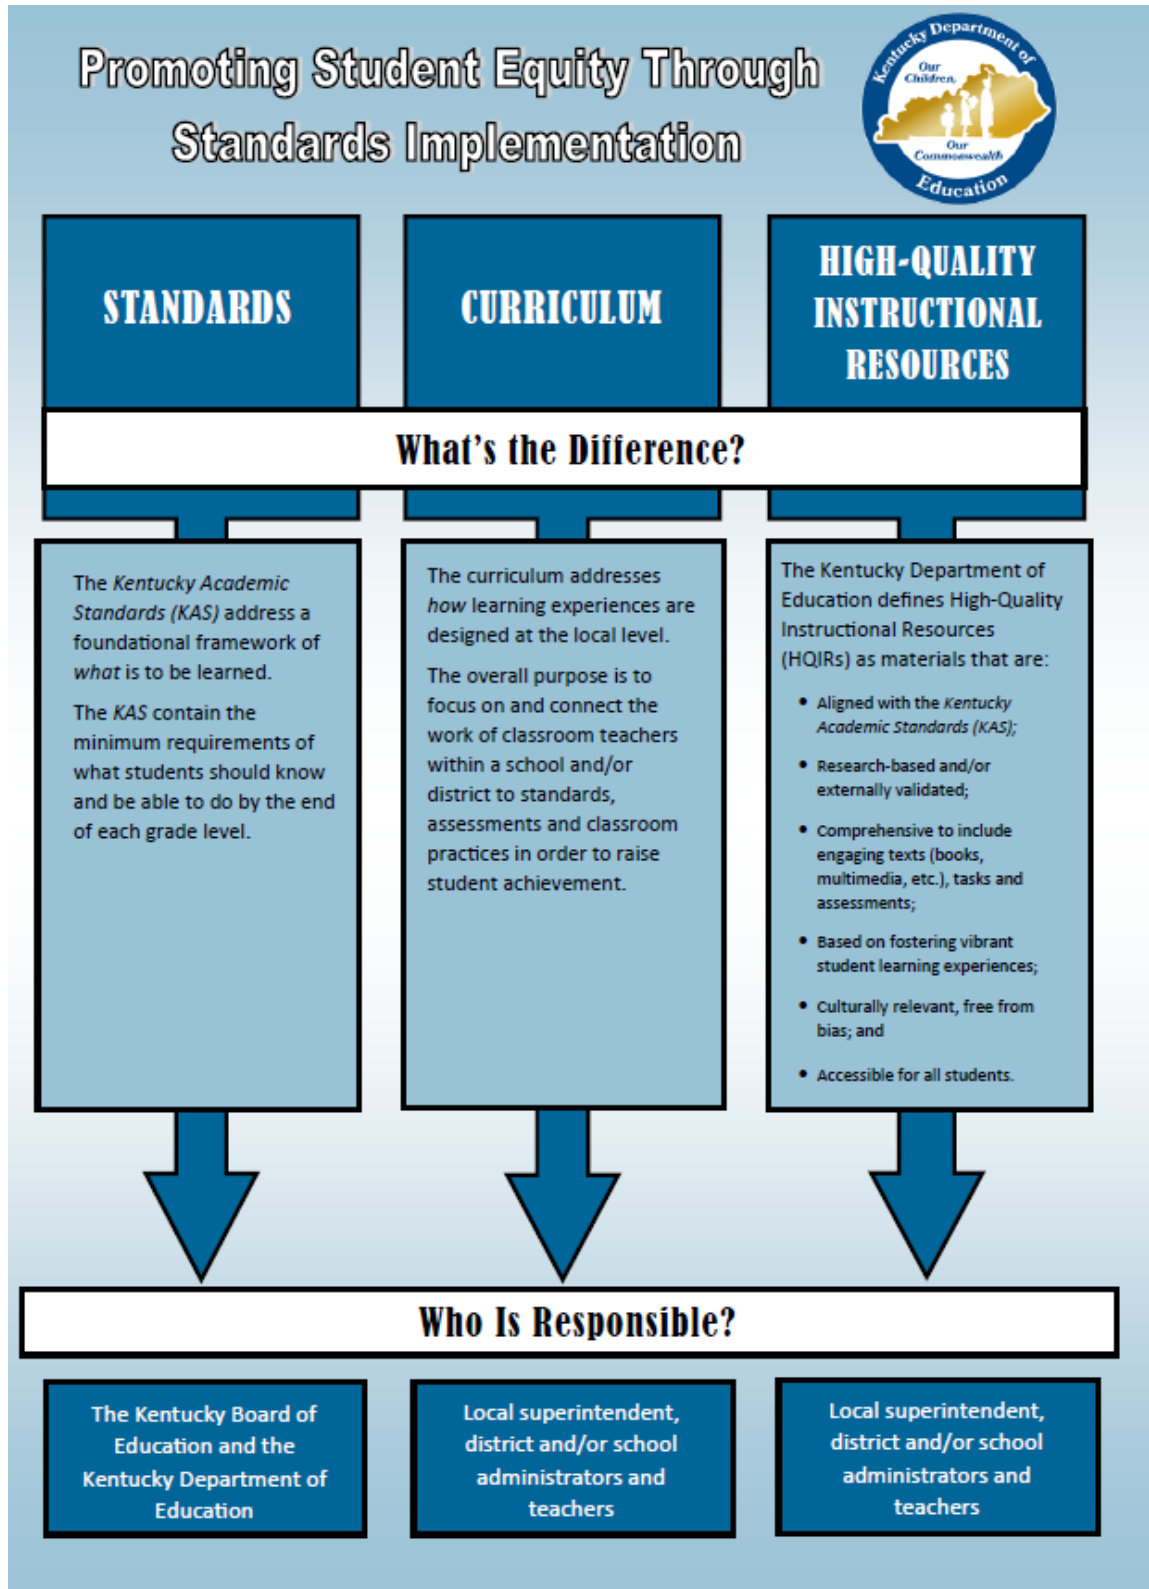 Promoting Student Equity Through
Standards Implementation
Kentucky Department of
Our
Children,
Our
Commonwealth
Education
STANDARDS
CURRICULUM
HIGH-QUALITY
INSTRUCTIONAL
RESOURCES
What's the Difference?
The Kentucky Academic
Standards (KAS) address a
foundational framework of
what is to be learned.
The KAS contain the
minimum requirements of
what students should know
and be able to do by the end
of each grade level.
The curriculum addresses
how learning experiences are
designed at the local level.
The overall purpose is to
focus on and connect the
work of classroom teachers
within a school and/or
district to standards,
assessments and classroom
practices in order to raise
student achievement.
The Kentucky Department of
Education defines High-Quality
Instructional Resources
(HQIRs) as materials that are:
• Aligned with the Kentucky
Academic Standards (KAS);
• Research-based and/or
externally validated;
• Comprehensive to include
engaging texts (books,
multimedia, etc.), tasks and
assessments;
• Based on fostering vibrant
student learning experiences;
• Culturally relevant, free from
bias; and
• Accessible for all students.
Who Is Responsible?
The Kentucky Board of
Education and the
Kentucky Department of
Education
Local superintendent,
district and/or school
administrators and
teachers
Local superintendent,
district and/or school
administrators and
teachers